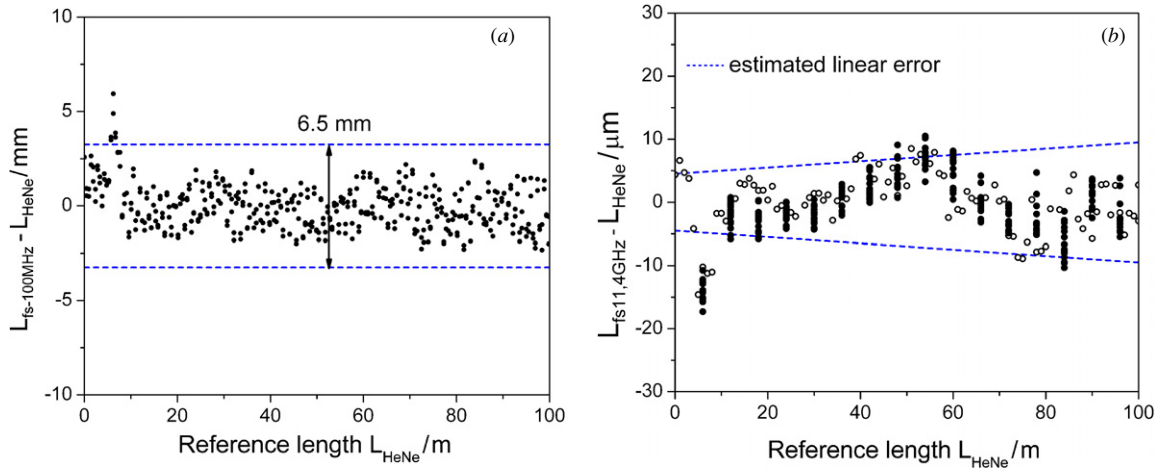 (a)
10
5
0
-5
-10
L_fs-100MHz - L_HeNe/mm
6.5 mm
0 20 40 60 80 100
Reference length L_HeNe/m
(b)
30
20
10
0
-10
-20
-30
L_fs11,4GHz - L_HeNe/μm
estimated linear error
0 20 40 60 80 100
Reference length L_HeNe/m